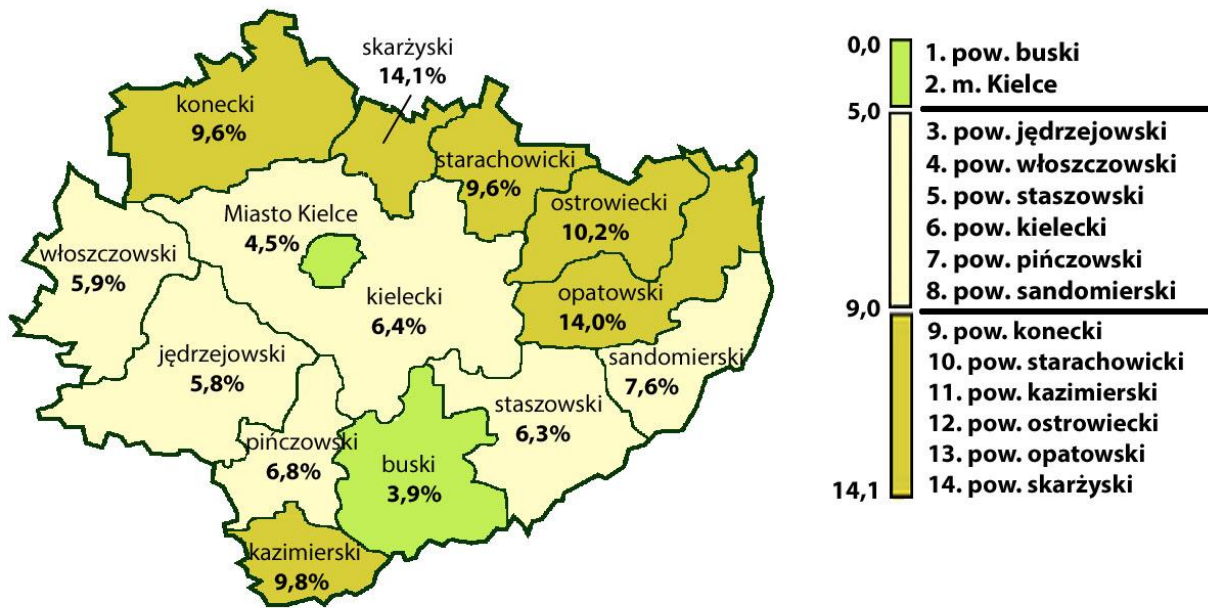 skarżyski
14,1%
konecki
9,6%
starachowicki
9,6%
ostrowiecki
10,2%
Miasto Kielce
4,5%
włoszczowski
5,9%
kielecki
6,4%
opatowski
14,0%
jędrzejowski
5,8%
sandomierski
7,6%
staszowski
6,3%
pińczowski
6,8%
buski
3,9%
kazimierski
9,8%
0,0
1. pow. buski
2. m. Kielce
5,0
3. pow. jędrzejowski
4. pow. włoszczowski
5. pow. staszowski
6. pow. kielecki
7. pow. pińczowski
8. pow. sandomierski
9,0
9. pow. konecki
10. pow. starachowicki
11. pow. kazimierski
12. pow. ostrowiecki
13. pow. opatowski
14. pow. skarżyski
14,1